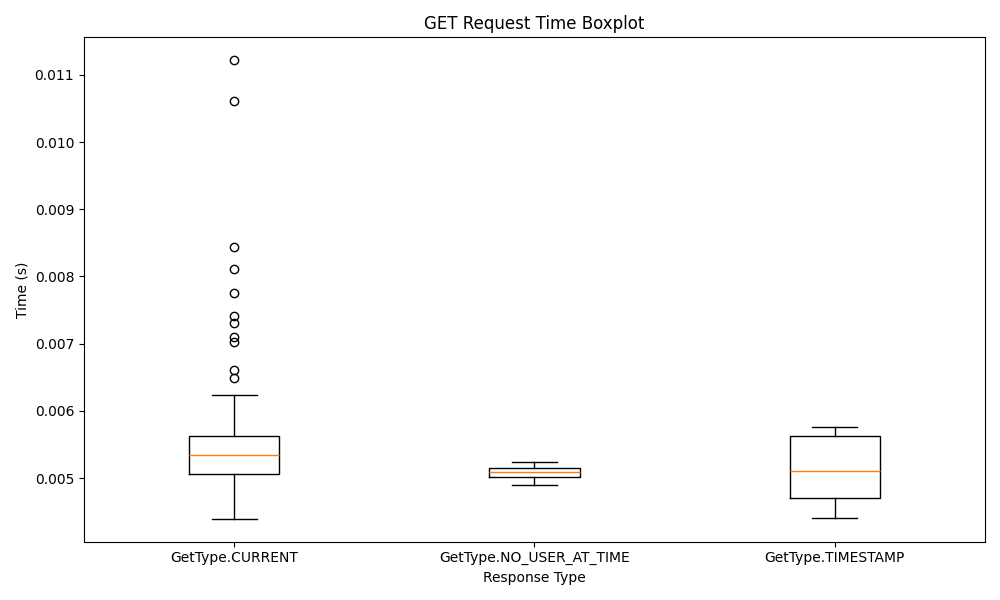 GET Request Time Boxplot
0.011
0.010
0.009
0.008
0.007
0.006
0.005
Time (s)
GetType.CURRENT
GetType.NO_USER_AT_TIME
GetType.TIMESTAMP
Response Type